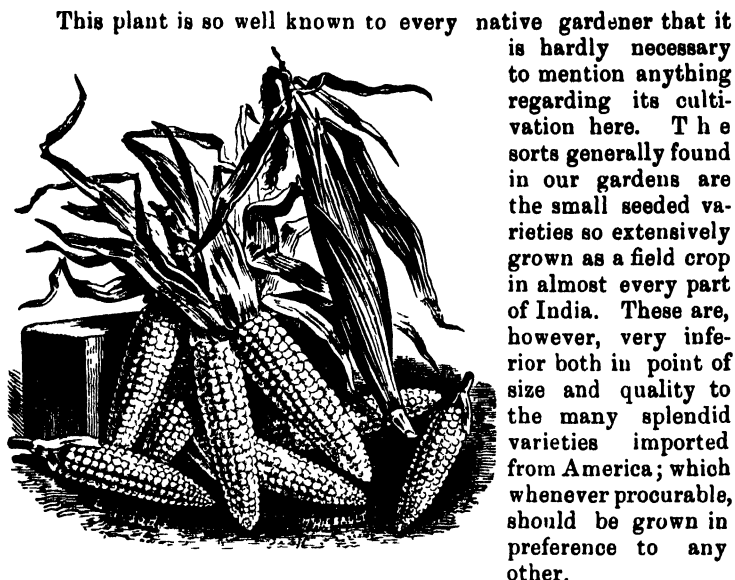 This plant is so well known to every native gardener that it
is hardly necessary
to mention anything
regarding its culti-
vation here. The
sorts generally found
in our gardens are
the small seeded va-
rieties so extensively
grown as a field crop
in almost every part
of India. These are,
however, very infe-
rior both in point of
size and quality to
the many splendid
varieties imported
from America; which
whenever procurable,
should be grown in
preference to any
other.